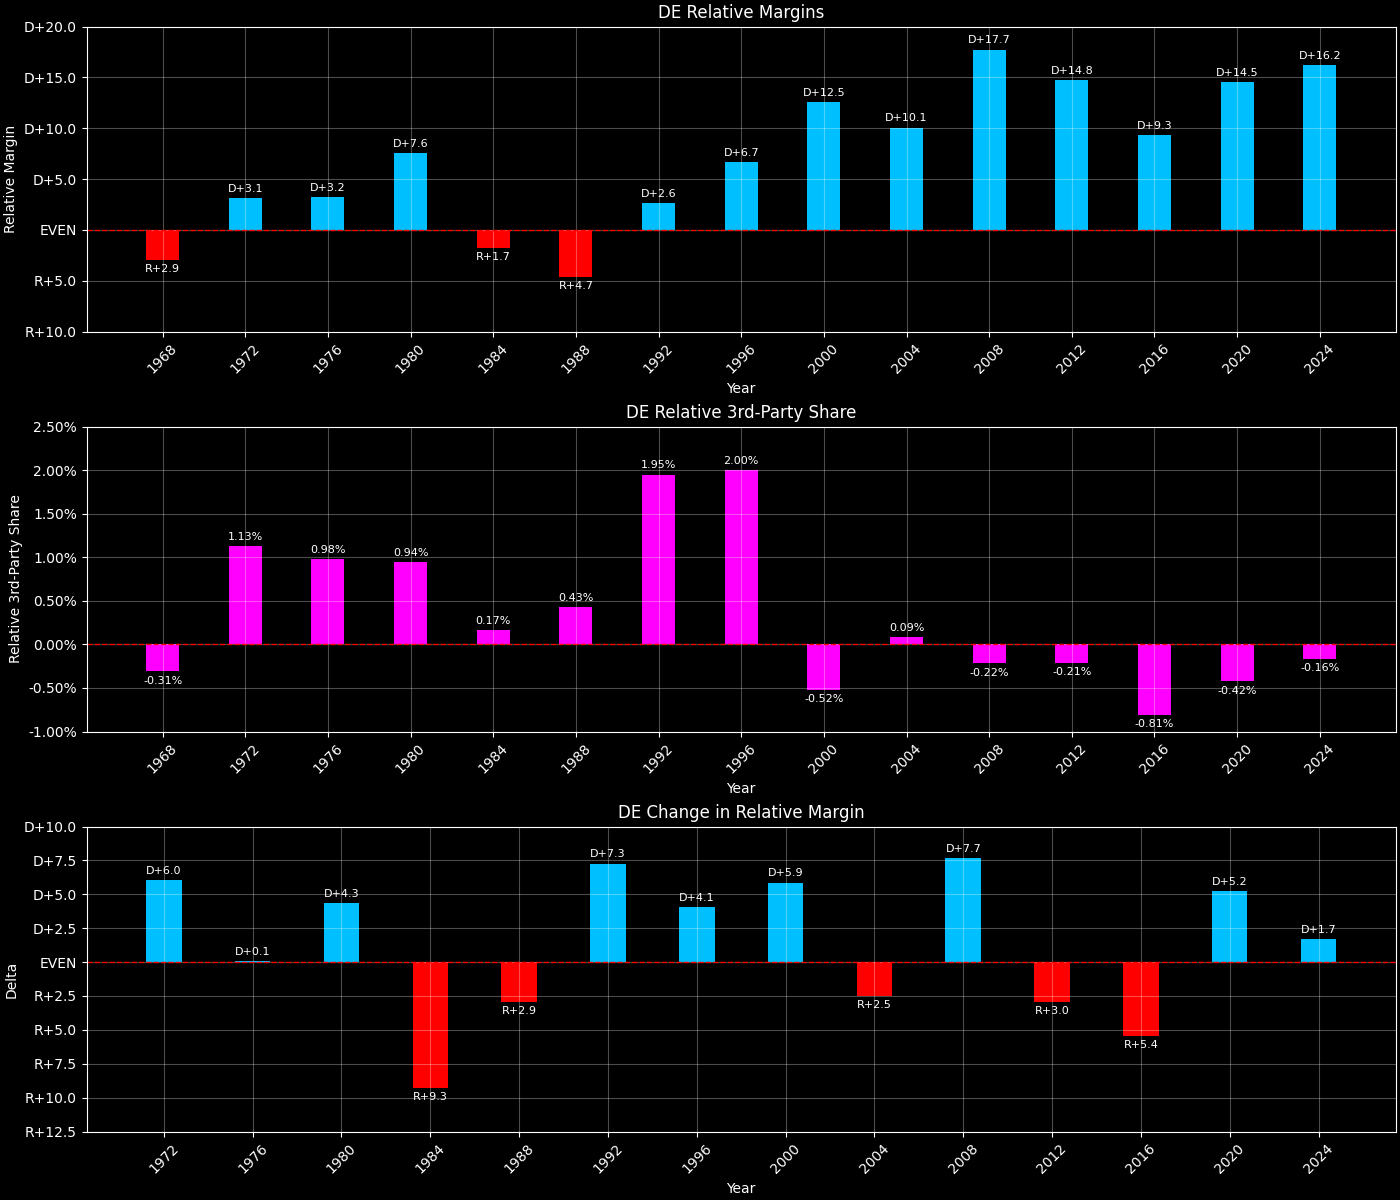 DE Relative Margins
Relative Margin
D+20.0
D+15.0
D+10.0
D+5.0
EVEN
R+5.0
R+10.0
R+2.9
D+3.1
D+3.2
D+7.6
R+1.7
R+4.7
D+2.6
D+6.7
D+12.5
D+10.1
D+17.7
D+14.8
D+9.3
D+14.5
D+16.2
1968
1972
1976
1980
1984
1988
1992
1996
2000
2004
2008
2012
2016
2020
2024
Year
DE Relative 3rd-Party Share
Relative 3rd-Party Share
2.50%
2.00%
1.50%
1.00%
0.50%
0.00%
-0.50%
-1.00%
-0.31%
1.13%
0.98%
0.94%
0.17%
0.43%
1.95%
2.00%
-0.52%
0.09%
-0.22%
-0.21%
-0.81%
-0.42%
-0.16%
1968
1972
1976
1980
1984
1988
1992
1996
2000
2004
2008
2012
2016
2020
2024
Year
DE Change in Relative Margin
Delta
D+10.0
D+7.5
D+5.0
D+2.5
EVEN
R+2.5
R+5.0
R+7.5
R+10.0
R+12.5
D+6.0
D+0.1
D+4.3
R+9.3
R+2.9
D+7.3
D+4.1
D+5.9
R+2.5
D+7.7
R+3.0
R+5.4
D+5.2
D+1.7
1972
1976
1980
1984
1988
1992
1996
2000
2004
2008
2012
2016
2020
2024
Year